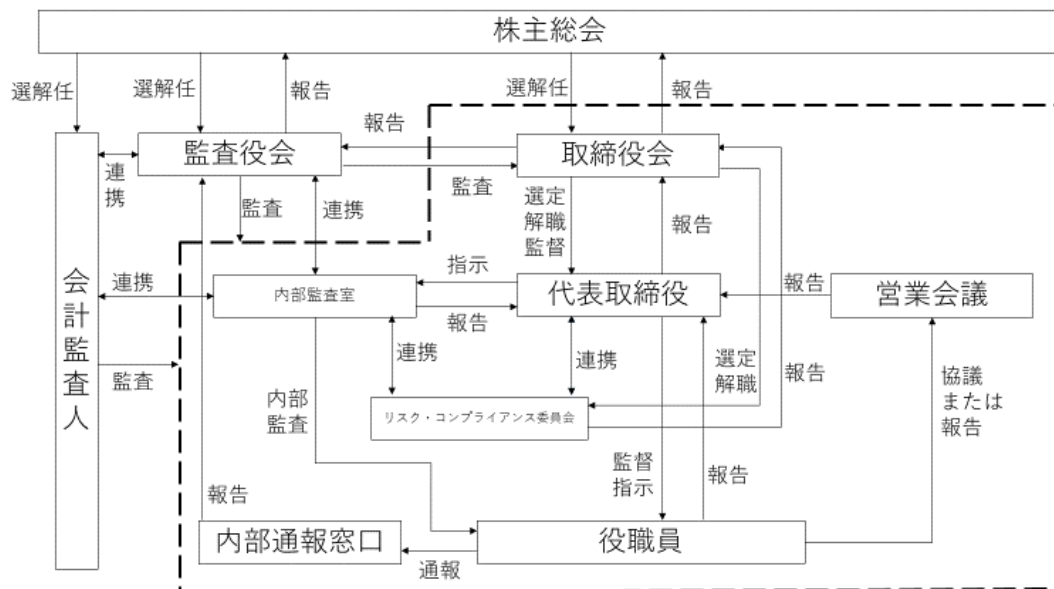 株主総会
選解任
選解任
報告
選解任
報告
報告
監査役会
取締役会
連
携
監査
監査
連携
選定
解職
監督
報告
指示
会計監査人
連携
内部監査室
代表取締役
報告
営業会議
報告
監査
連携
連携
選定
解職
報告
内部
監査
リスク・コンプライアンス委員会
協議
または
報告
監督
指示
報告
報告
内部通報窓口
役職員
通報